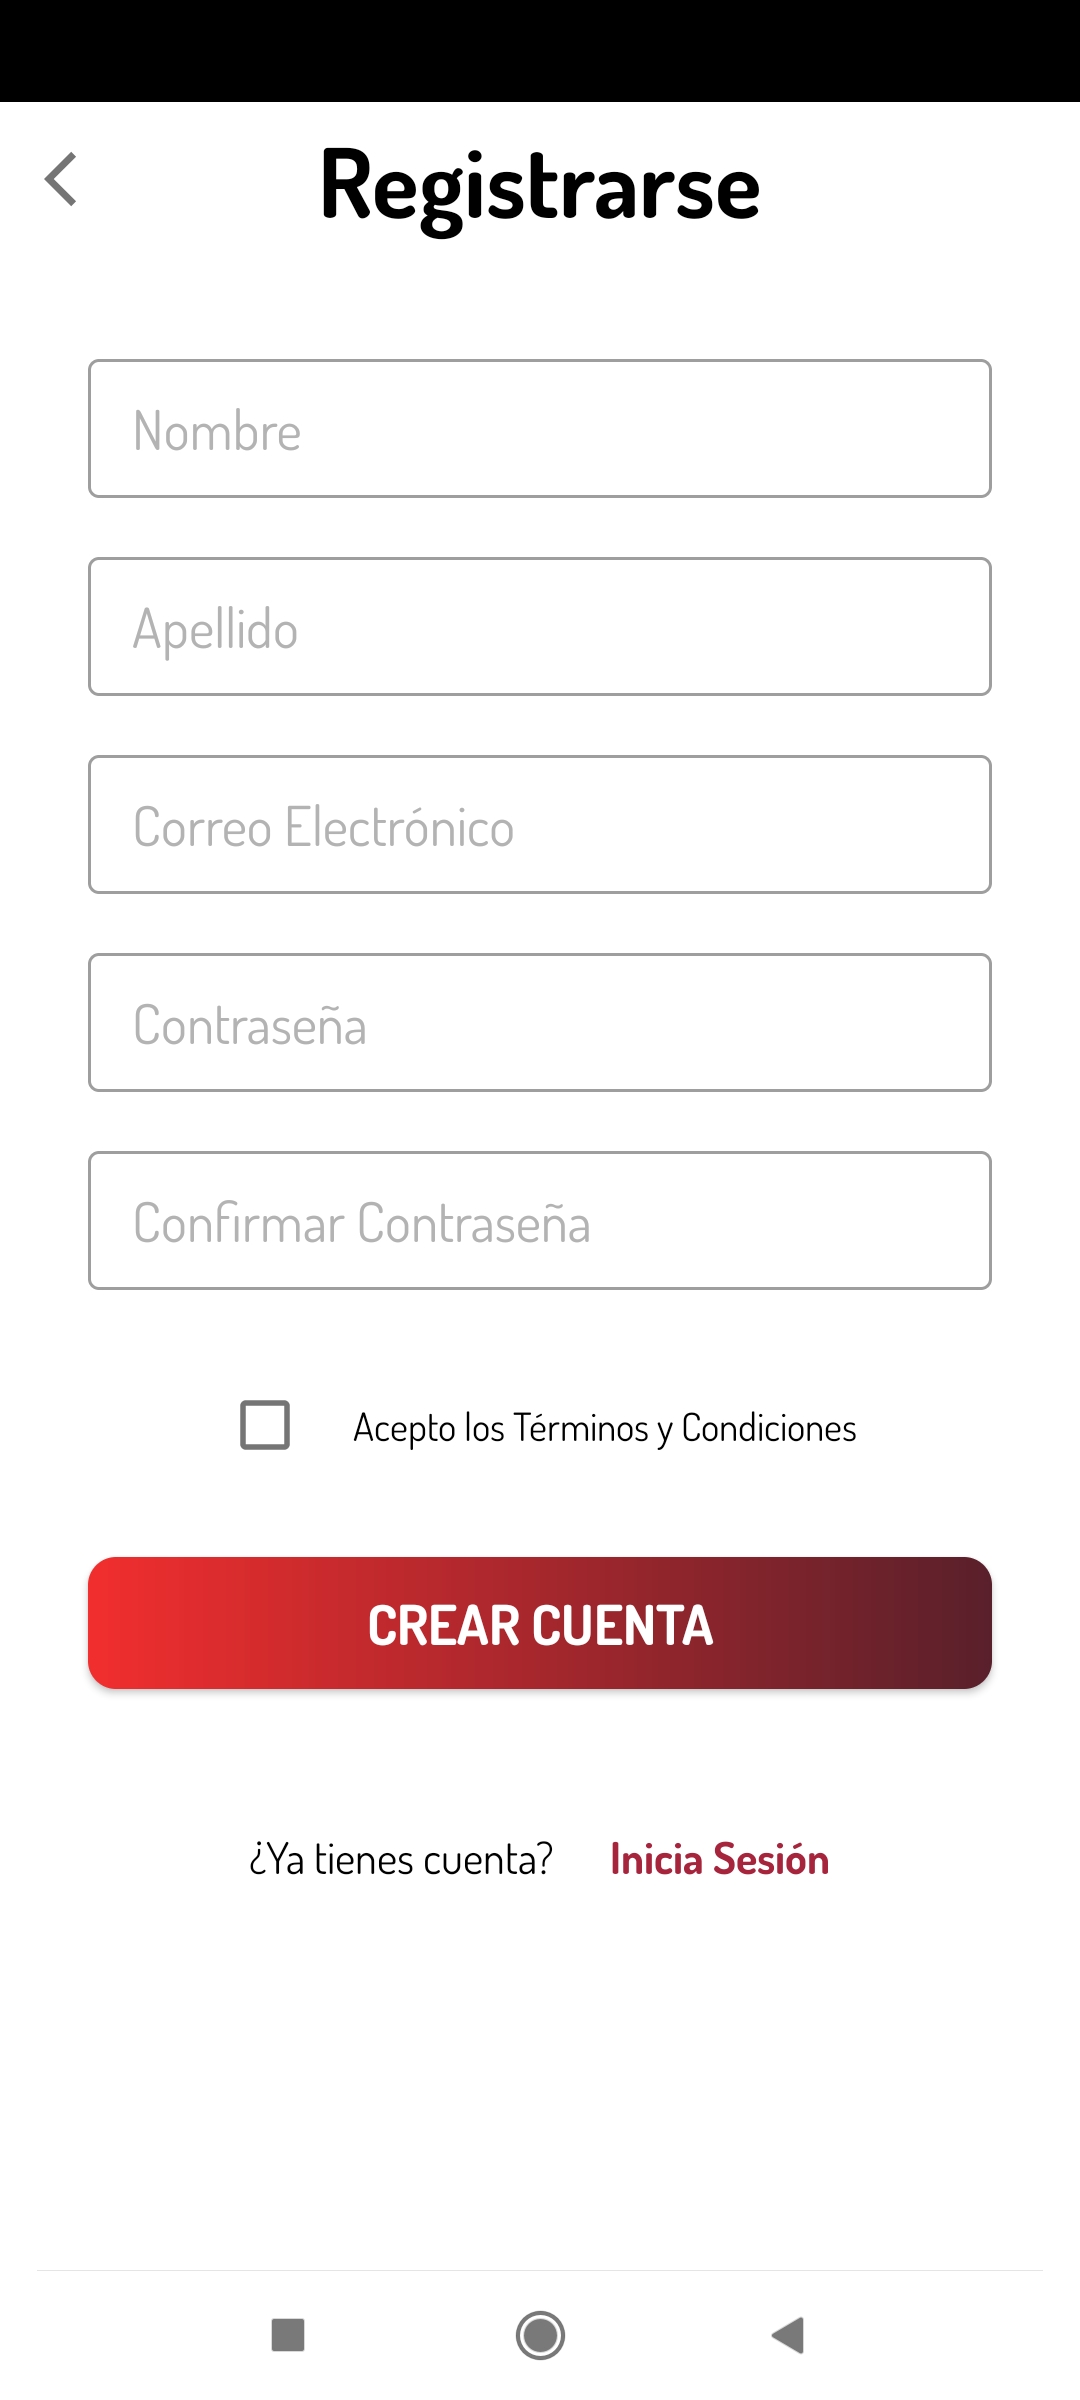 Registrarse
Nombre
Apellido
Correo Electrónico
Contraseña
Confirmar Contraseña
Acepto los Términos y Condiciones
CREAR CUENTA
¿Ya tienes cuenta? Inicia Sesión